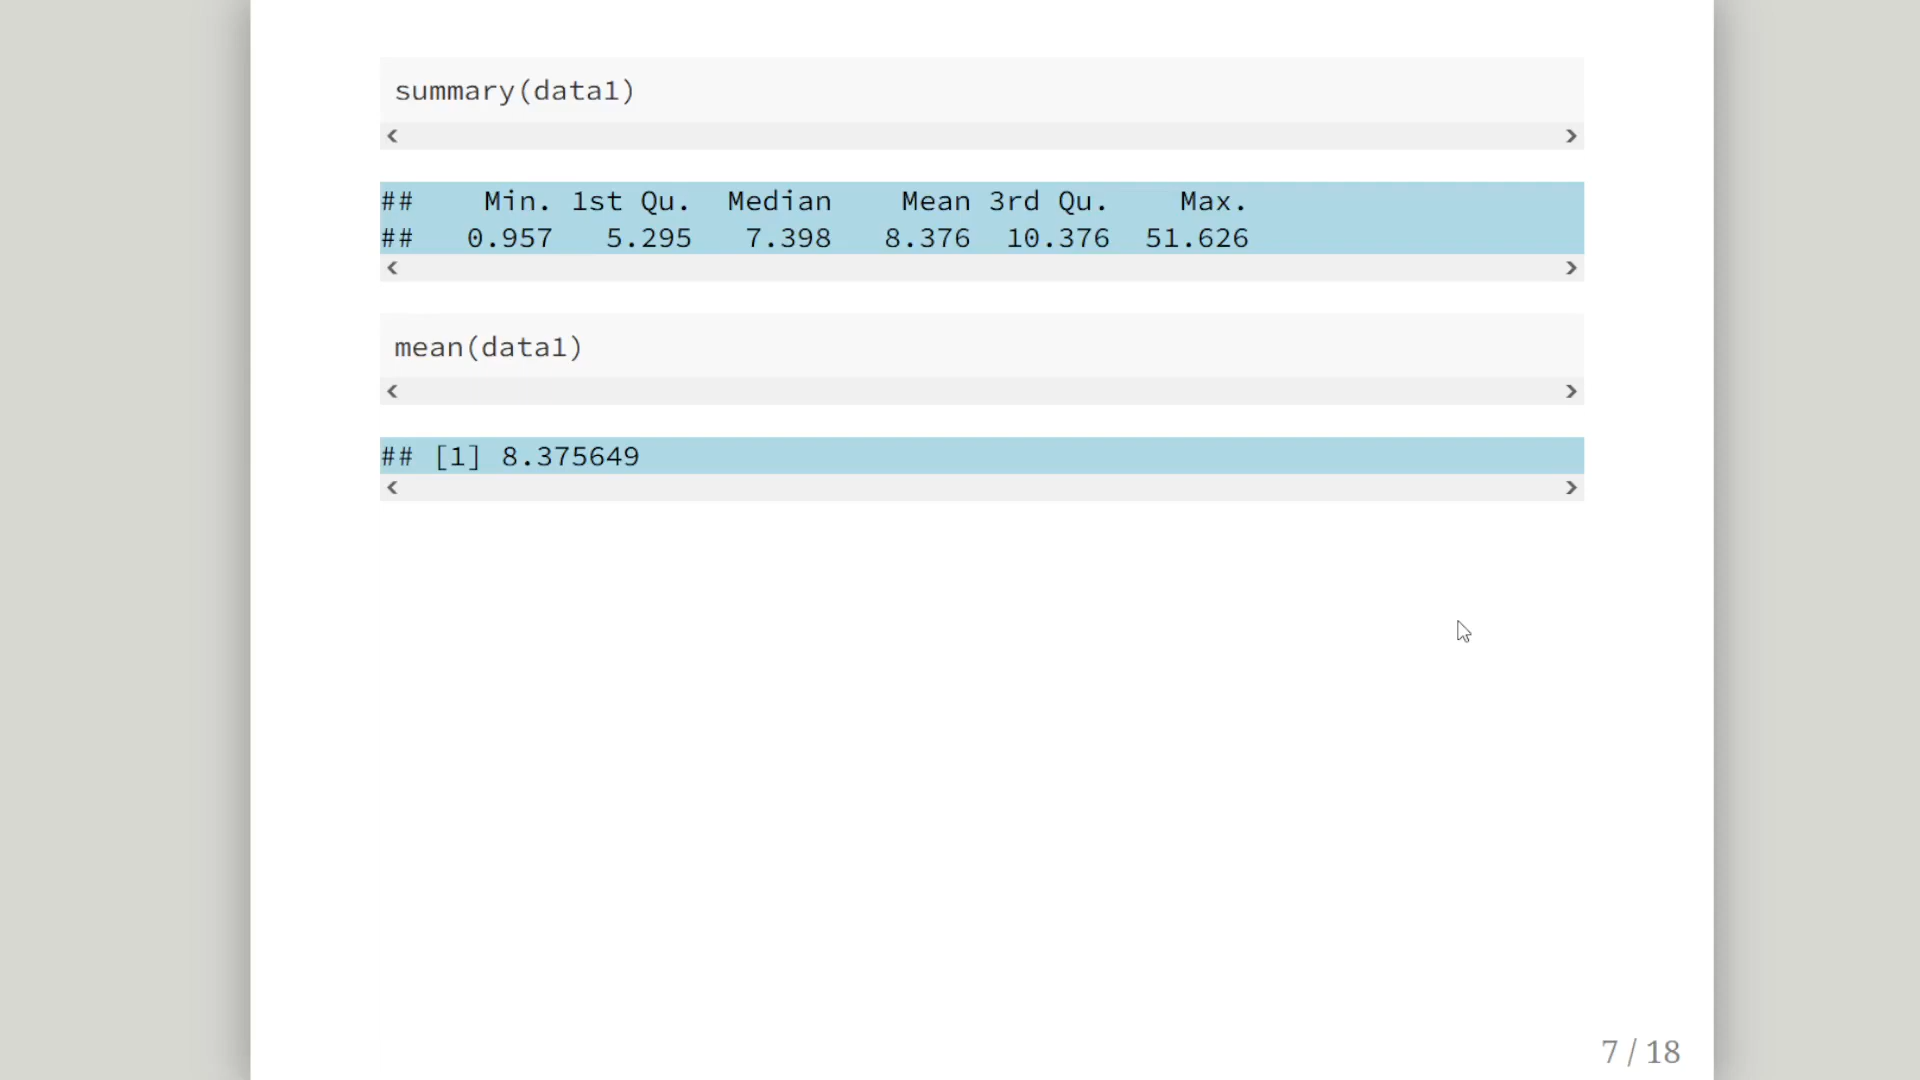 summary(data1)
##    Min. 1st Qu.  Median    Mean 3rd Qu.    Max.
##   0.957   5.295   7.398   8.376  10.376  51.626
mean(data1)
## [1] 8.375649
7 / 18